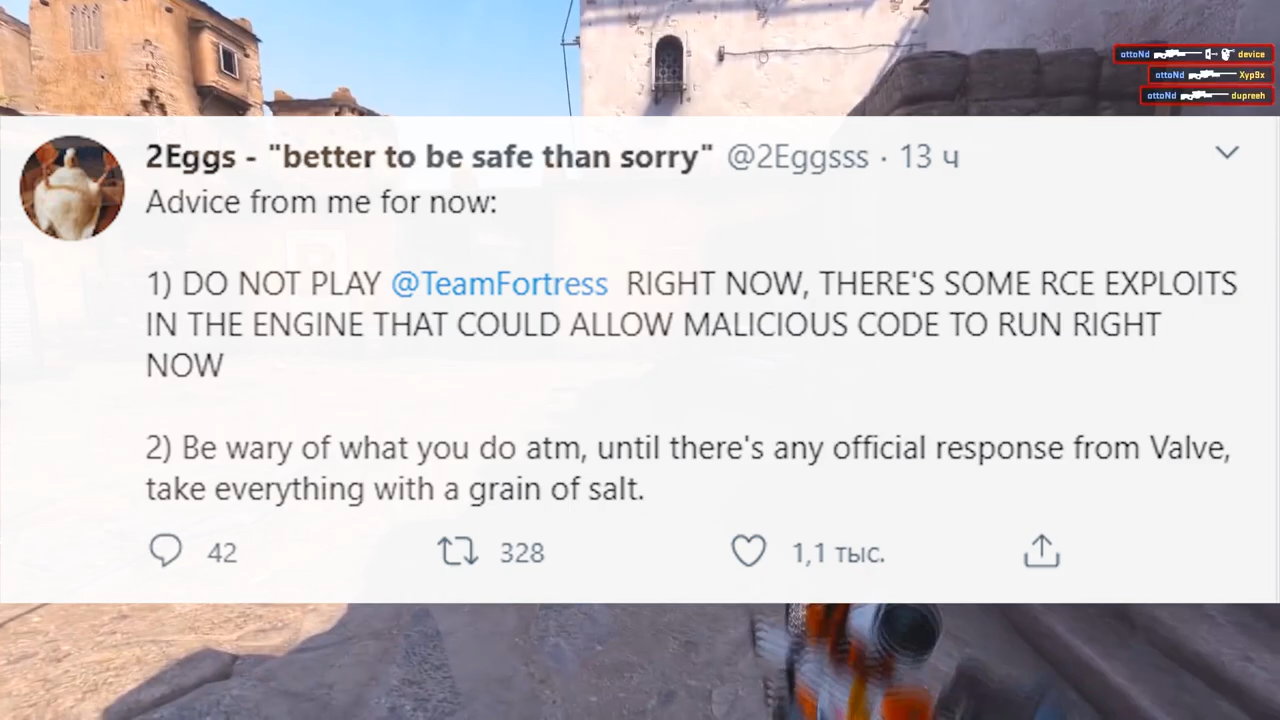 ottoNd device
ottoNd Xyp9x
ottoNd dupreeh
2Eggs - "better to be safe than sorry" @2Eggsss · 13 ч
Advice from me for now:
1) DO NOT PLAY @TeamFortress RIGHT NOW, THERE'S SOME RCE EXPLOITS
IN THE ENGINE THAT COULD ALLOW MALICIOUS CODE TO RUN RIGHT
NOW
2) Be wary of what you do atm, until there's any official response from Valve,
take everything with a grain of salt.
42 328 1,1 тыс.